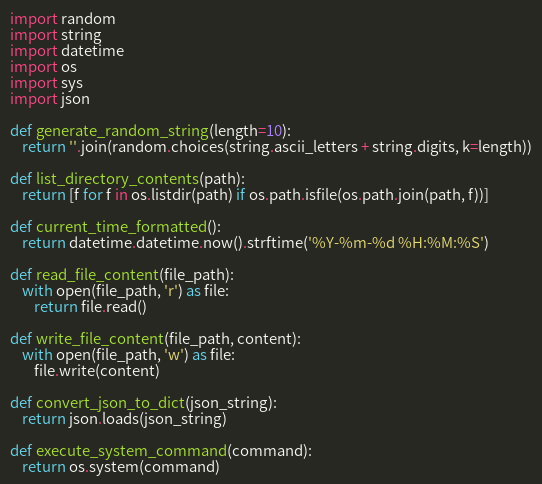 import random
import string
import datetime
import os
import sys
import json

def generate_random_string(length=10):
    return ''.join(random.choices(string.ascii_letters + string.digits, k=length))

def list_directory_contents(path):
    return [f for f in os.listdir(path) if os.path.isfile(os.path.join(path, f))]

def current_time_formatted():
    return datetime.datetime.now().strftime('%Y-%m-%d %H:%M:%S')

def read_file_content(file_path):
    with open(file_path, 'r') as file:
        return file.read()

def write_file_content(file_path, content):
    with open(file_path, 'w') as file:
        file.write(content)

def convert_json_to_dict(json_string):
    return json.loads(json_string)

def execute_system_command(command):
    return os.system(command)